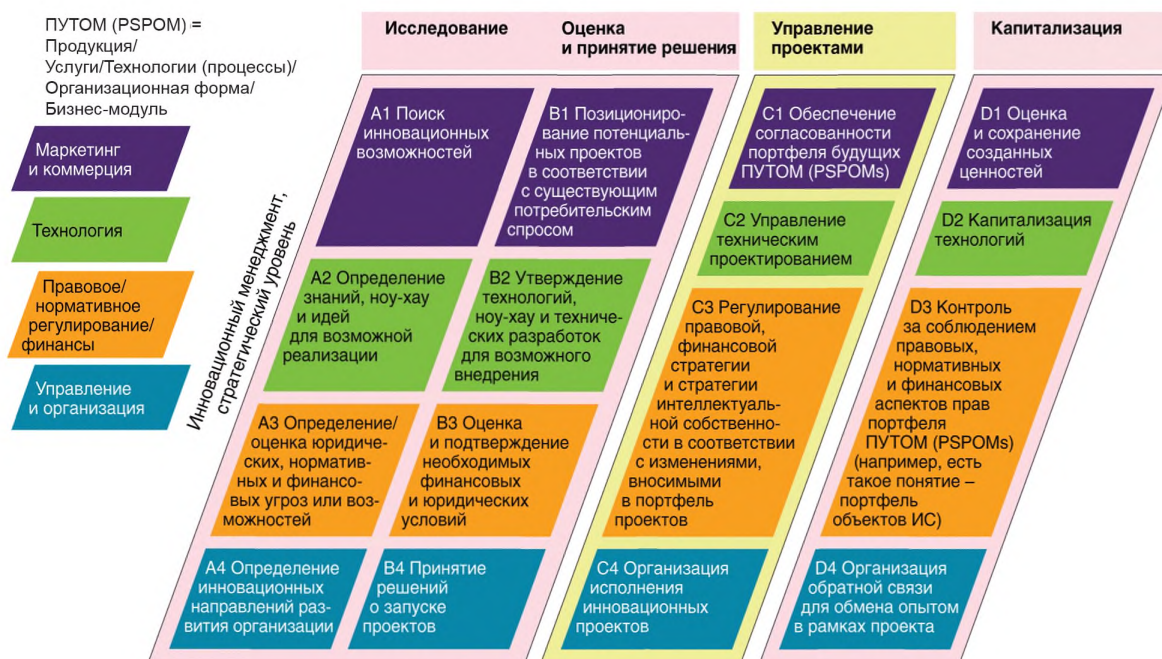 ПУТОМ (PSPOM) =
Продукция/
Услуги/Технологии (процессы)/
Организационная форма/
Бизнес-модуль
Маркетинг
и коммерция
Технология
Правовое/
нормативное
регулирование/
финансы
Управление
и организация
Инновационный менеджмент,
стратегический уровень
Исследование
Оценка
и принятие решения
Управление
проектами
Капитализация
A1 Поиск
инновационных
возможностей
B1 Позициониро-
вание потенциаль-
ных проектов
в соответствии
с существующим
потребительским
спросом
C1 Обеспечение
согласованности
портфеля будущих
ПУТОМ (PSPOMs)
D1 Оценка
и сохранение
созданных
ценностей
A2 Определение
знаний, ноу-хау
и идей
для возможной
реализации
B2 Утверждение
технологий,
ноу-хау и техниче-
ских разработок
для возможного
внедрения
C2 Управление
техническим
проектированием
D2 Капитализация
технологий
A3 Определение/
оценка юридиче-
ских, норматив-
ных и финансо-
вых угроз или воз-
можностей
B3 Оценка
и подтверждение
необходимых
финансовых
и юридических
условий
C3 Регулирование
правовой,
финансовой
стратегии
и стратегии
интеллектуаль-
ной собственно-
сти в соответствии
с изменениями,
вносимыми
в портфель
проектов
D3 Контроль
за соблюдением
правовых,
нормативных
и финансовых
аспектов прав
портфеля
ПУТОМ (PSPOMs)
(например, есть
такое понятие –
портфель
объектов ИС)
A4 Определение
инновационных
направлений раз-
вития организации
B4 Принятие
решений
о запуске
проектов
C4 Организация
исполнения
инновационных
проектов
D4 Организация
обратной связи
для обмена опытом
в рамках проекта